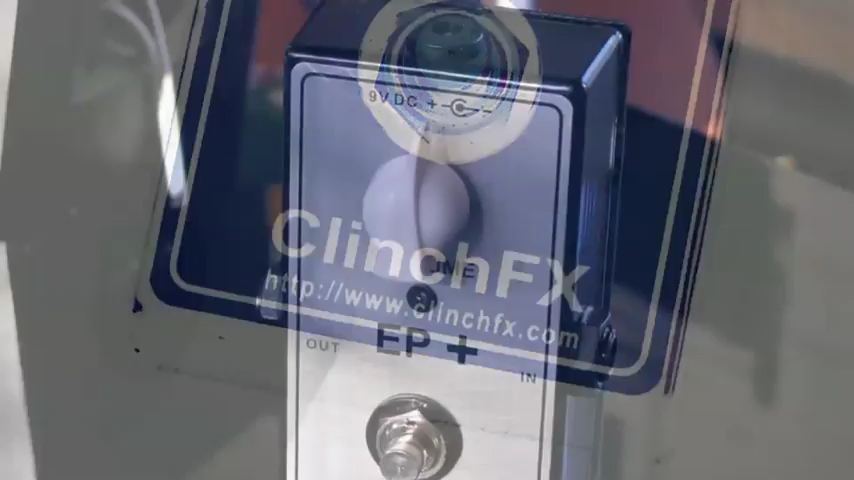 9V DC + -
ClinchFX
http://www.clinchfx.com
EP+
OUT
IN